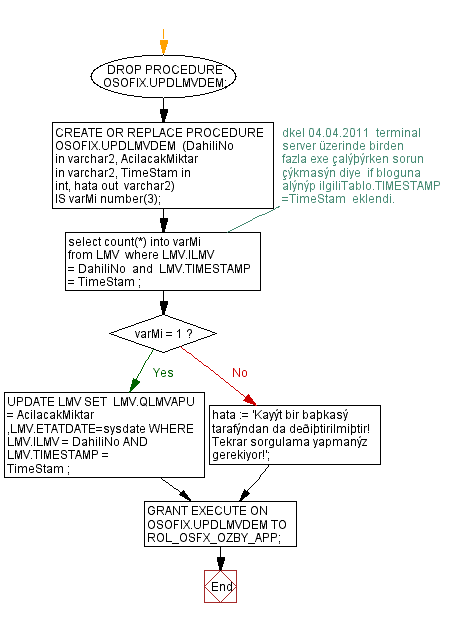 DROP PROCEDURE
OSOFIX.UPDLMVDEM;
CREATE OR REPLACE PROCEDURE
OSOFIX.UPDLMVDEM (DahiliNo
in varchar2, AcilacakMiktar
in varchar2, TimeStam in
int, hata out varchar2)
IS varMi number(3);
dkel 04.04.2011 terminal
server üzerinde birden
fazla exe çalýþýrken sorun
çýkmasýn diye if bloguna
alýnýp ilgiliTablo.TIMESTAMP
=TimeStam eklendi.
select count(*) into varMi
from LMV where LMV.ILMV
= DahiliNo and LMV.TIMESTAMP
= TimeStam ;
varMi = 1 ?
Yes
No
UPDATE LMV SET LMV.QLMVAPU
= AcilacakMiktar
,LMV.ETATDATE=sysdate WHERE
LMV.ILMV = DahiliNo AND
LMV.TIMESTAMP =
TimeStam ;
hata := 'Kayýt bir baþkasý
tarafýndan da deðiþtirilmiþtir!
Tekrar sorgulama yapmanýz
gerekiyor!';
GRANT EXECUTE ON
OSOFIX.UPDLMVDEM TO
ROL_OSFX_OZBY_APP;
End